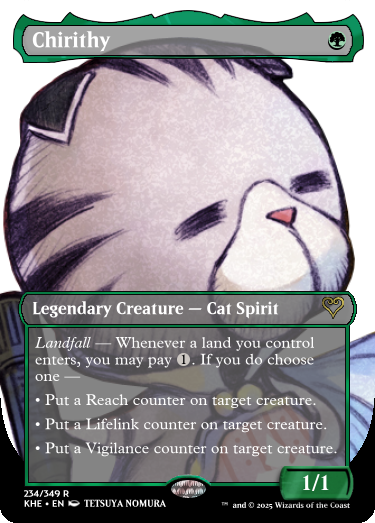 Chirithy
Legendary Creature — Cat Spirit
Landfall — Whenever a land you control
enters, you may pay 1. If you do choose
one —
• Put a Reach counter on target creature.
• Put a Lifelink counter on target creature.
• Put a Vigilance counter on target creature.
1/1
234/349 R
KHE • EN TETSUYA NOMURA
™ and © 2025 Wizards of the Coast